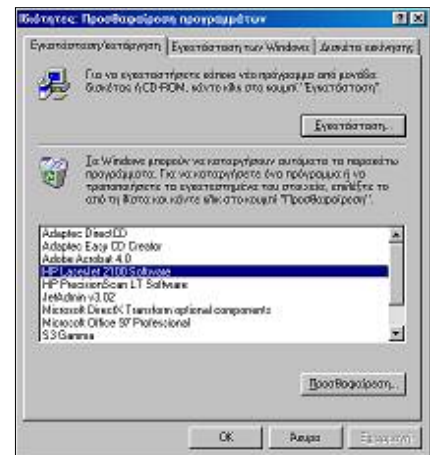 Ιδιότητες: Προσθαφαίρεση προγραμμάτων
Εγκατάσταση/κατάργηση
Εγκατάσταση των Windows
Δισκέτα εκκίνησης
Για να εγκαταστήσετε κάποιο νέο πρόγραμμα από μονάδα
δισκέτας ή CD-ROM, κάντε κλικ στο κουμπί "Εγκατάσταση".
Εγκατάσταση...
Τα Windows μπορούν να καταργήσουν αυτόματα τα παρακάτω
προγράμματα. Για να καταργήσετε ένα πρόγραμμα ή να
τροποποιήσετε τα εγκατεστημένα του στοιχεία, επιλέξτε το
από τη λίστα και κάντε κλικ στο κουμπί "Προσθαφαίρεση".
Adaptec DirectCD
Adaptec Easy CD Creator
Adobe Acrobat 4.0
HP LaserJet 2100 Software
HP PrecisionScan LT Software
JetAdmin v3.02
Microsoft DirectX Transform optional components
Microsoft Office 97 Professional
S3 Gamma
Προσθαφαίρεση...
OK
Άκυρο
Εφαρμογή